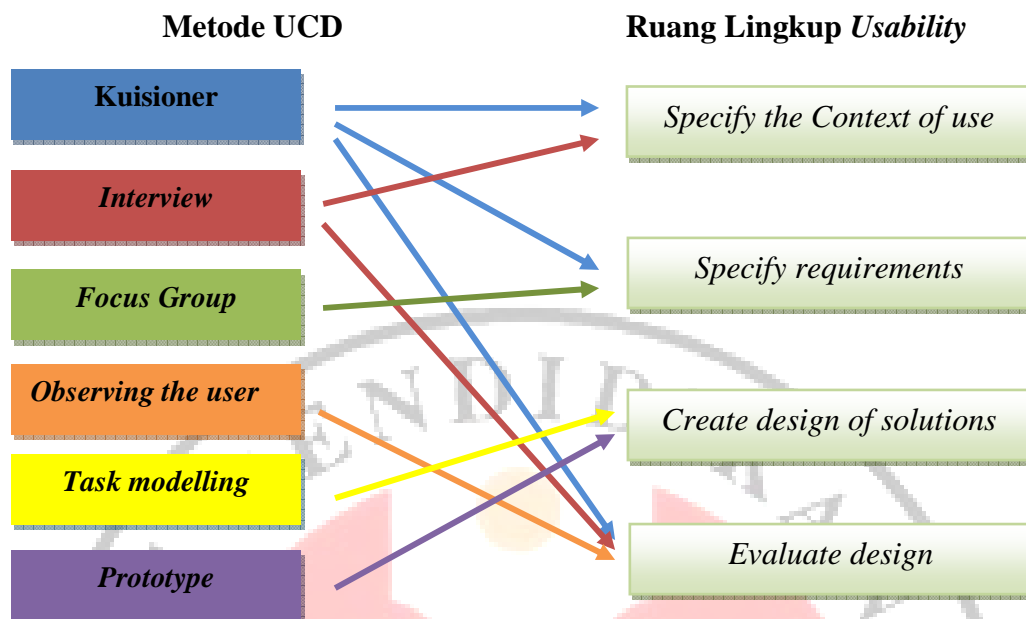 Metode UCD
Ruang Lingkup Usability
Kuisioner
Interview
Focus Group
Observing the user
Task modelling
Prototype
Specify the Context of use
Specify requirements
Create design of solutions
Evaluate design